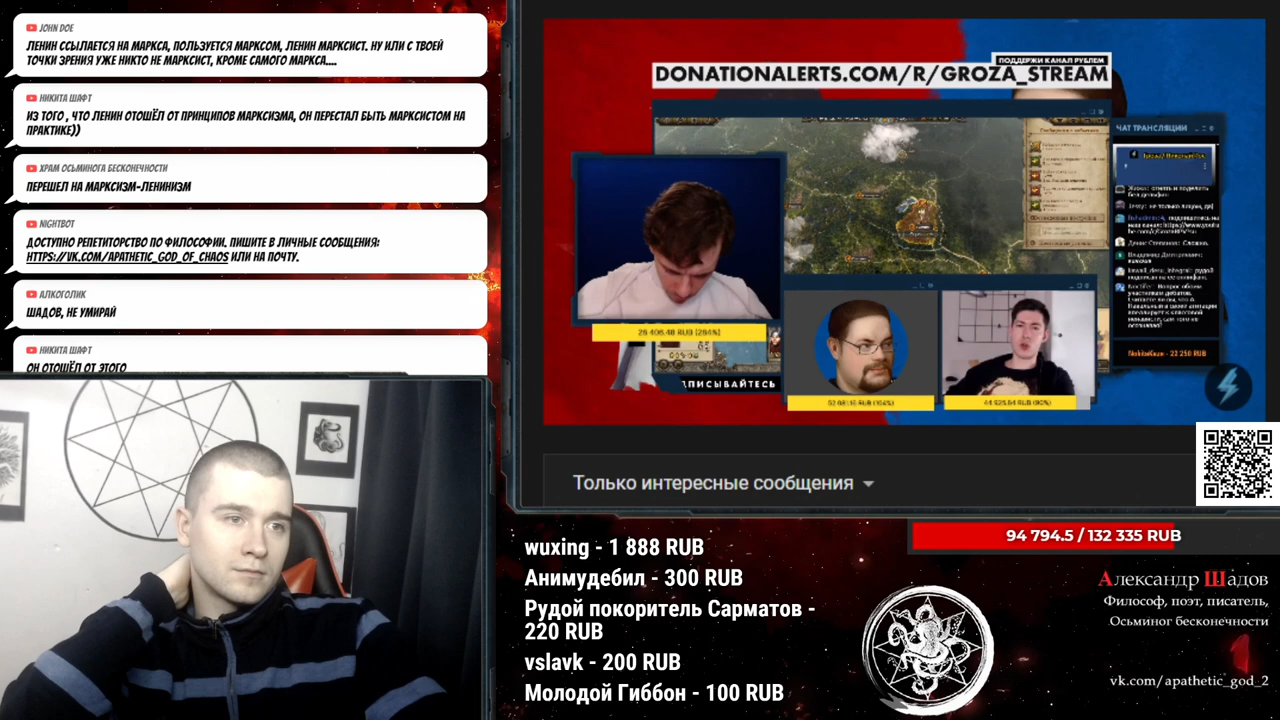 JOHN DOE
ЛЕНИН ССЫЛАЕТСЯ НА МАРКСА, ПОЛЬЗУЕТСЯ МАРКСОМ, ЛЕНИН МАРКСИСТ. НУ ИЛИ С ТВОЕЙ
ТОЧКИ ЗРЕНИЯ УЖЕ НИКТО НЕ МАРКСИСТ, КРОМЕ САМОГО МАРКСА....
НИКИТА ШАФТ
ИЗ ТОГО , ЧТО ЛЕНИН ОТОШЁЛ ОТ ПРИНЦИПОВ МАРКСИЗМА, ОН ПЕРЕСТАЛ БЫТЬ МАРКСИСТОМ НА
ПРАКТИКЕ))
ХРАМ ОСЬМИНОГА БЕСКОНЕЧНОСТИ
ПЕРЕШЕЛ НА МАРКСИЗМ-ЛЕНИНИЗМ
NIGHTBOT
ДОСТУПНО РЕПЕТИТОРСТВО ПО ФИЛОСОФИИ. ПИШИТЕ В ЛИЧНЫЕ СООБЩЕНИЯ:
HTTPS://VK.COM/APATHETIC_GOD_OF_CHAOS ИЛИ НА ПОЧТУ.
АЛКОГОЛИК
ШАДОВ, НЕ УМИРАЙ
НИКИТА ШАФТ
ОН ОТОШЁЛ ОТ ЭТОГО
ПОДДЕРЖИ КАНАЛ РУБЛЕМ
DONATIONALERTS.COM/R/GROZA_STREAM
ЧАТ ТРАНСЛЯЦИИ
26 406.48 RUB (264%)
ДПИСЫВАЙТЕСЬ
Только интересные сообщения
94 794.5 / 132 335 RUB
wuxing - 1 888 RUB
Анимудебил - 300 RUB
Рудой покоритель Сарматов -
220 RUB
vslavk - 200 RUB
Молодой Гиббон - 100 RUB
Александр Шадов
Философ, поэт, писатель,
Осьминог бесконечности
vk.com/apathetic_god_2